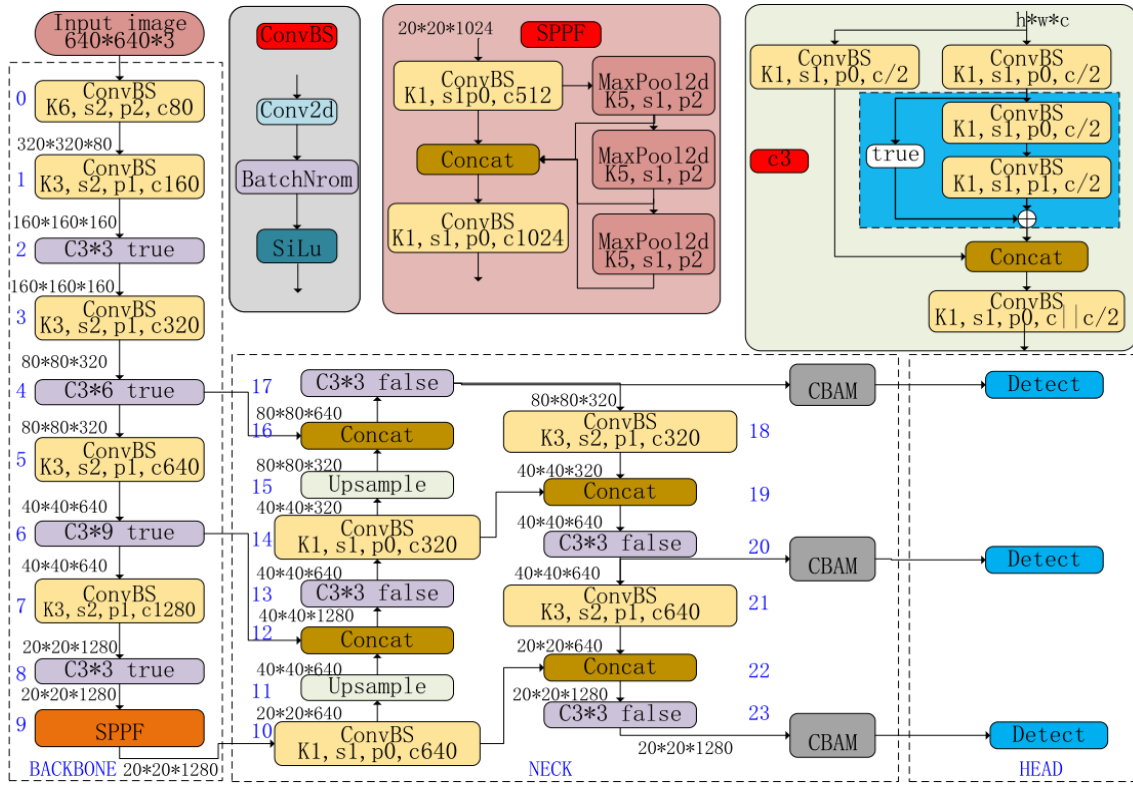 Input image
640*640*3
0
ConvBS
K6, s2, p2, c80
320*320*80
1
ConvBS
K3, s2, p1, c160
160*160*160
2
C3*3 true
160*160*160
3
ConvBS
K3, s2, p1, c320
80*80*320
4
C3*6 true
80*80*320
5
ConvBS
K3, s2, p1, c640
40*40*640
6
C3*9 true
40*40*640
7
ConvBS
K3, s2, p1, c1280
20*20*1280
8
C3*3 true
20*20*1280
9
SPPF
BACKBONE
20*20*1280
ConvBS
Conv2d
BatchNrom
SiLu
20*20*1024
SPPF
ConvBS
K1, s1p0, c512
MaxPool2d
K5, s1, p2
Concat
MaxPool2d
K5, s1, p2
ConvBS
K1, s1, p0, c1024
MaxPool2d
K5, s1, p2
h*w*c
ConvBS
K1, s1, p0, c/2
ConvBS
K1, s1, p0, c/2
ConvBS
K1, s1, p0, c/2
c3
true
ConvBS
K1, s1, p1, c/2
Concat
ConvBS
K1, s1, p0, c||c/2
17
C3*3 false
80*80*640
16
Concat
80*80*320
15
Upsample
40*40*320
14
ConvBS
K1, s1, p0, c320
40*40*640
13
C3*3 false
40*40*1280
12
Concat
40*40*640
11
Upsample
20*20*640
10
ConvBS
K1, s1, p0, c640
80*80*320
ConvBS
K3, s2, p1, c320
18
40*40*320
Concat
19
40*40*640
C3*3 false
20
40*40*640
ConvBS
K3, s2, p1, c640
21
20*20*640
Concat
22
20*20*1280
C3*3 false
23
20*20*1280
NECK
CBAM
CBAM
CBAM
Detect
Detect
Detect
HEAD